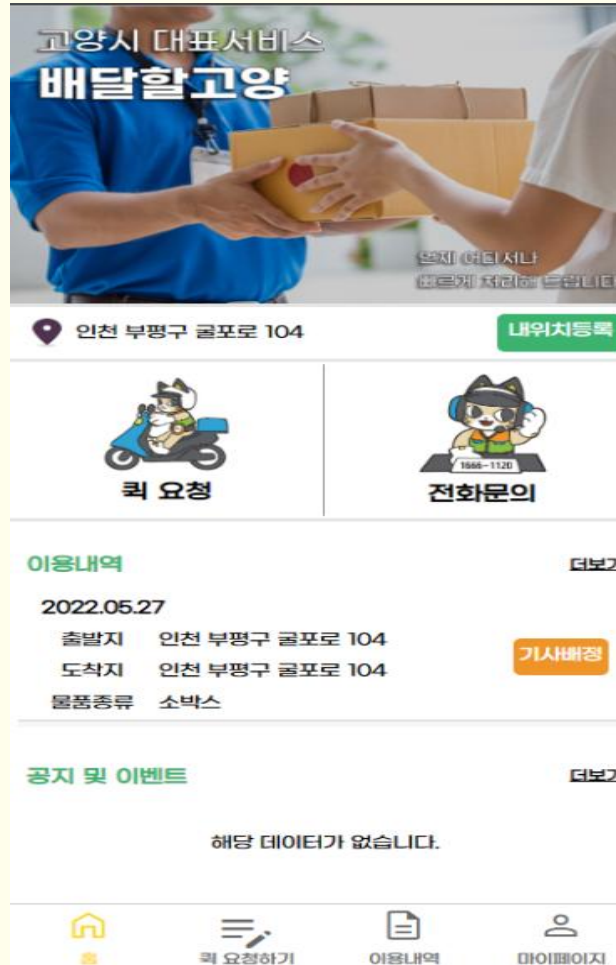 고양시 대표서비스
배달할고양
언제 어디서나
빠르게 처리해 드립니다
인천 부평구 굴포로 104
내위치등록
1666-1120
퀵 요청
전화문의
이용내역
더보기
2022.05.27
출발지 인천 부평구 굴포로 104
도착지 인천 부평구 굴포로 104
기사배정
물품종류 소박스
공지 및 이벤트
더보기
해당 데이터가 없습니다.
홈
퀵 요청하기
이용내역
마이페이지